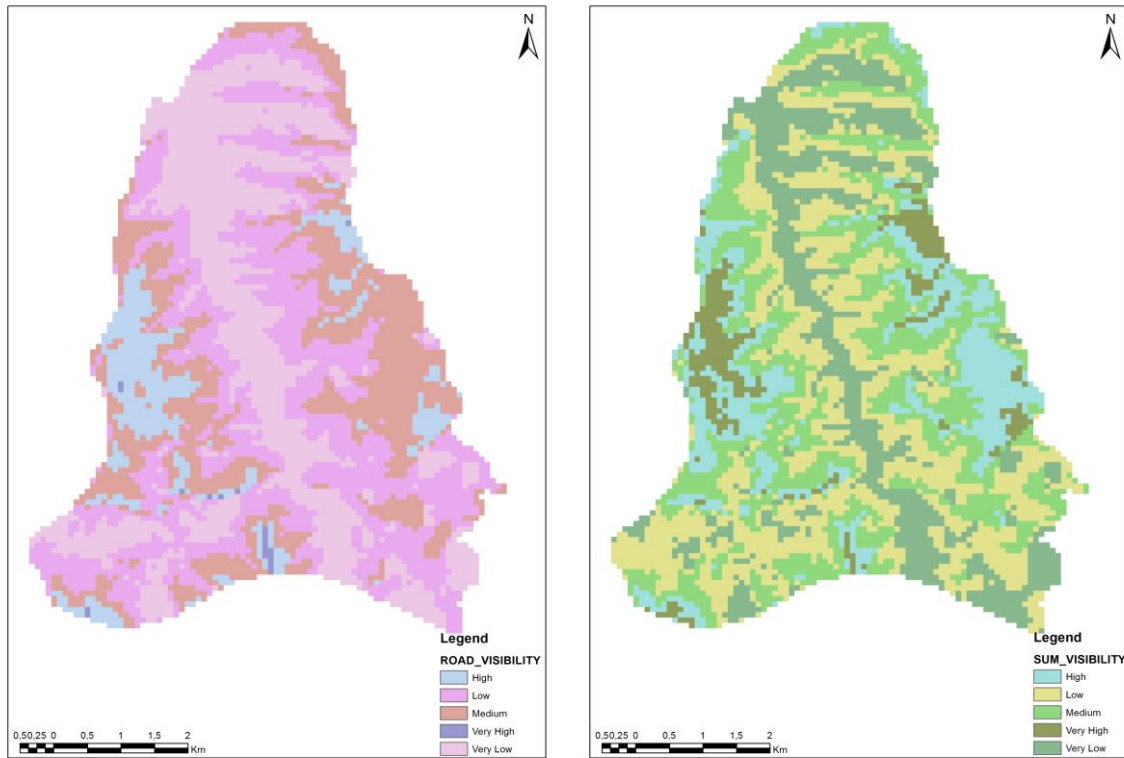 N
Legend
ROAD_VISIBILITY
High
Low
Medium
Very High
Very Low
0,50,25 0 0,5 1 1,5 2
Km
N
Legend
SUM_VISIBILITY
High
Low
Medium
Very High
Very Low
0,50,25 0 0,5 1 1,5 2
Km